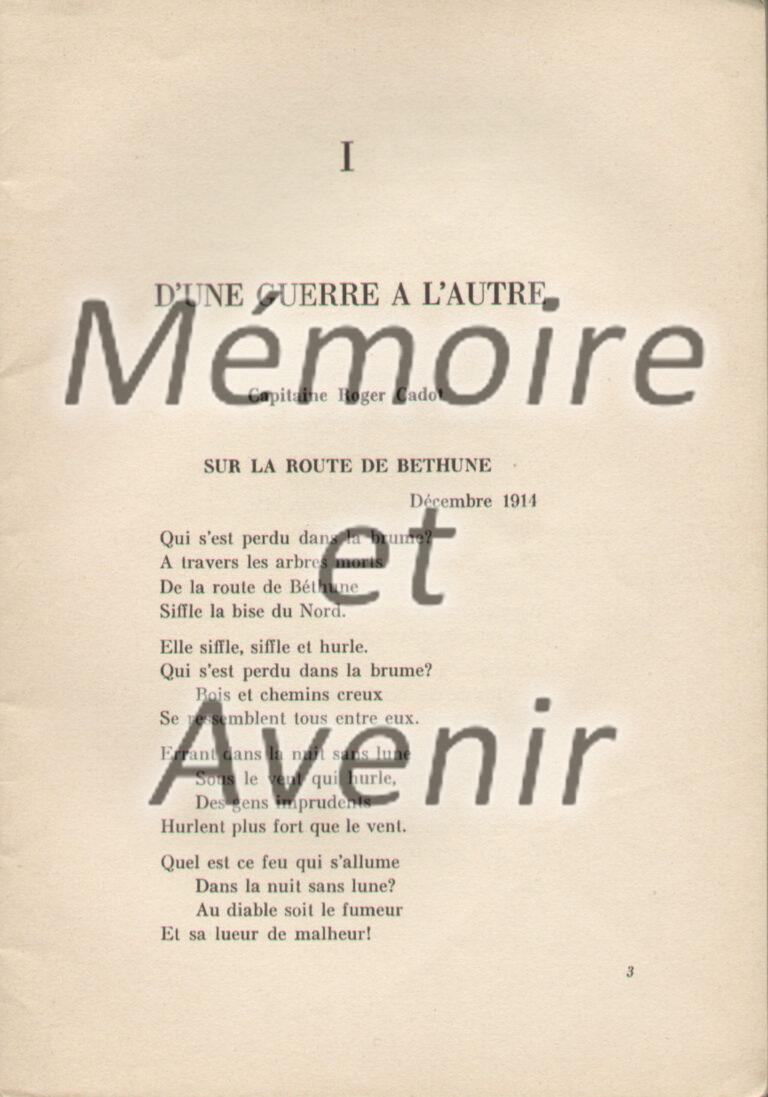 I
D'UNE GUERRE A L'AUTRE
Capitaine Roger Cadot
SUR LA ROUTE DE BETHUNE
Décembre 1914
Qui s'est perdu dans la brume?
A travers les arbres morts
De la route de Béthune
Siffle la bise du Nord.
Elle siffle, siffle et hurle.
Qui s'est perdu dans la brume?
Bois et chemins creux
Se ressemblent tous entre eux.
Errant dans la nuit sans lune
Sous le vent qui hurle,
Des gens imprudents
Hurlent plus fort que le vent.
Quel est ce feu qui s'allume
Dans la nuit sans lune?
Au diable soit le fumeur
Et sa lueur de malheur!
3
Mémoire
et
Avenir